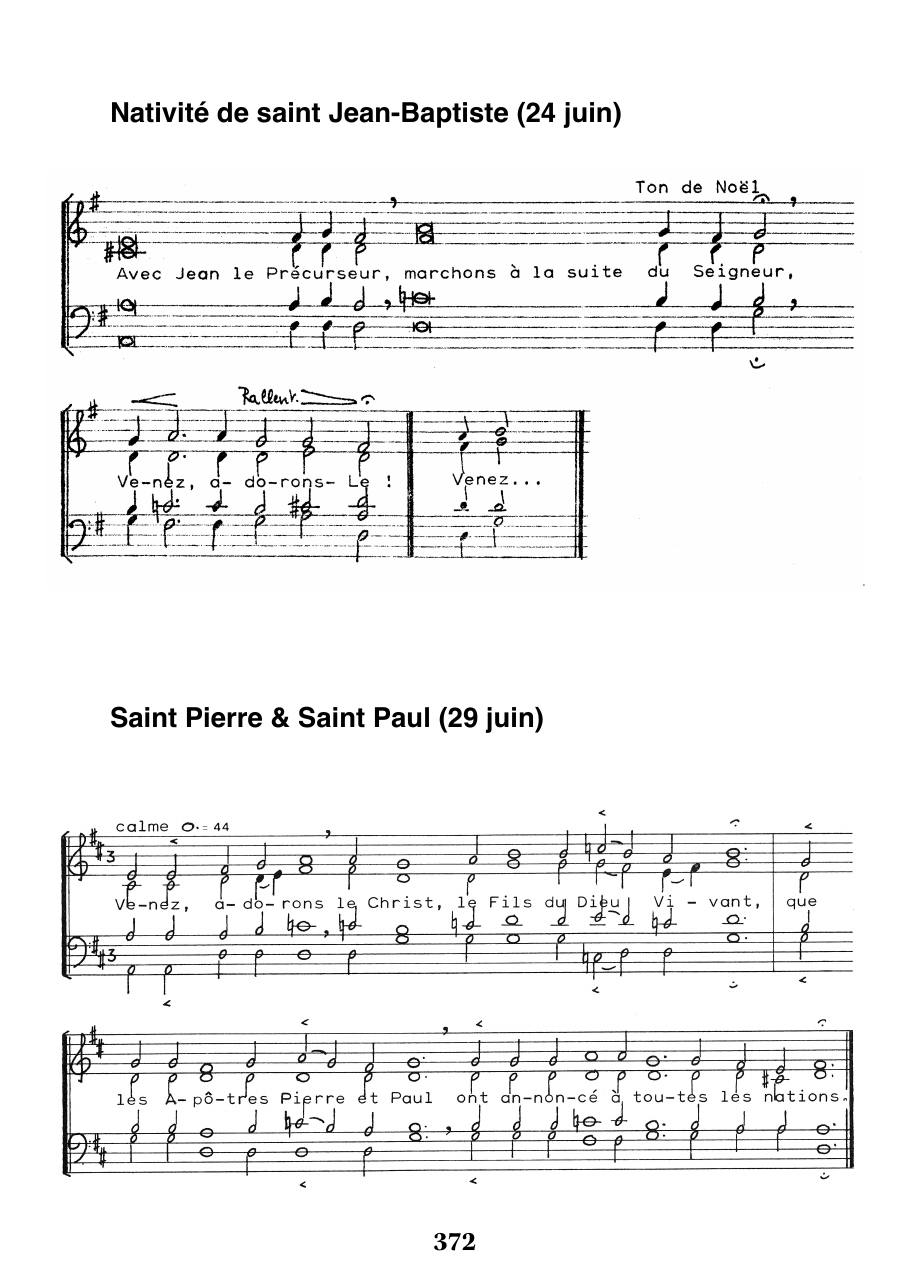 Nativité de saint Jean-Baptiste (24 juin)
Ton de Noël
Avec Jean le Précurseur, marchons à la suite du Seigneur,
Rallent.
Ve-nez, a-do-rons-Le ! Venez...
Saint Pierre & Saint Paul (29 juin)
calme = 44
3
Ve-nez, a-do-rons le Christ, le Fils du Dieu Vi-vant, que
3
les A-pô-tres Pierre et Paul ont an-non-cé à tou-tes les nations.
372